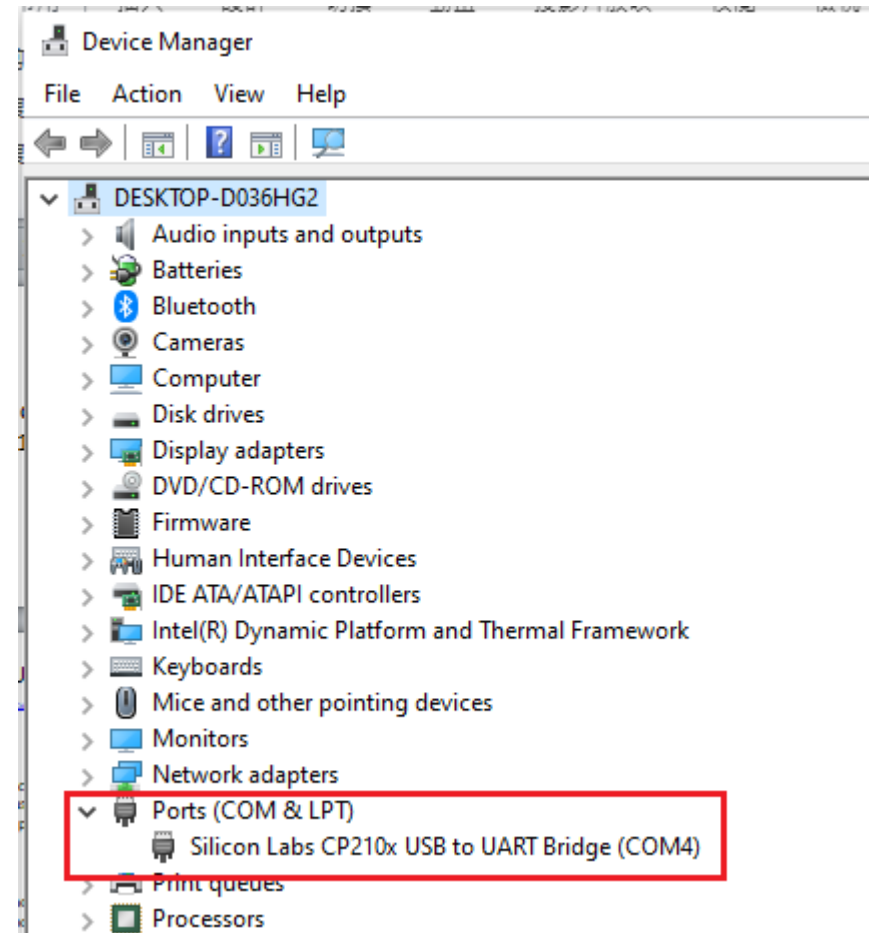 Device Manager
File Action View Help
DESKTOP-D036HG2
Audio inputs and outputs
Batteries
Bluetooth
Cameras
Computer
Disk drives
Display adapters
DVD/CD-ROM drives
Firmware
Human Interface Devices
IDE ATA/ATAPI controllers
Intel(R) Dynamic Platform and Thermal Framework
Keyboards
Mice and other pointing devices
Monitors
Network adapters
Ports (COM & LPT)
Silicon Labs CP210x USB to UART Bridge (COM4)
Print queues
Processors